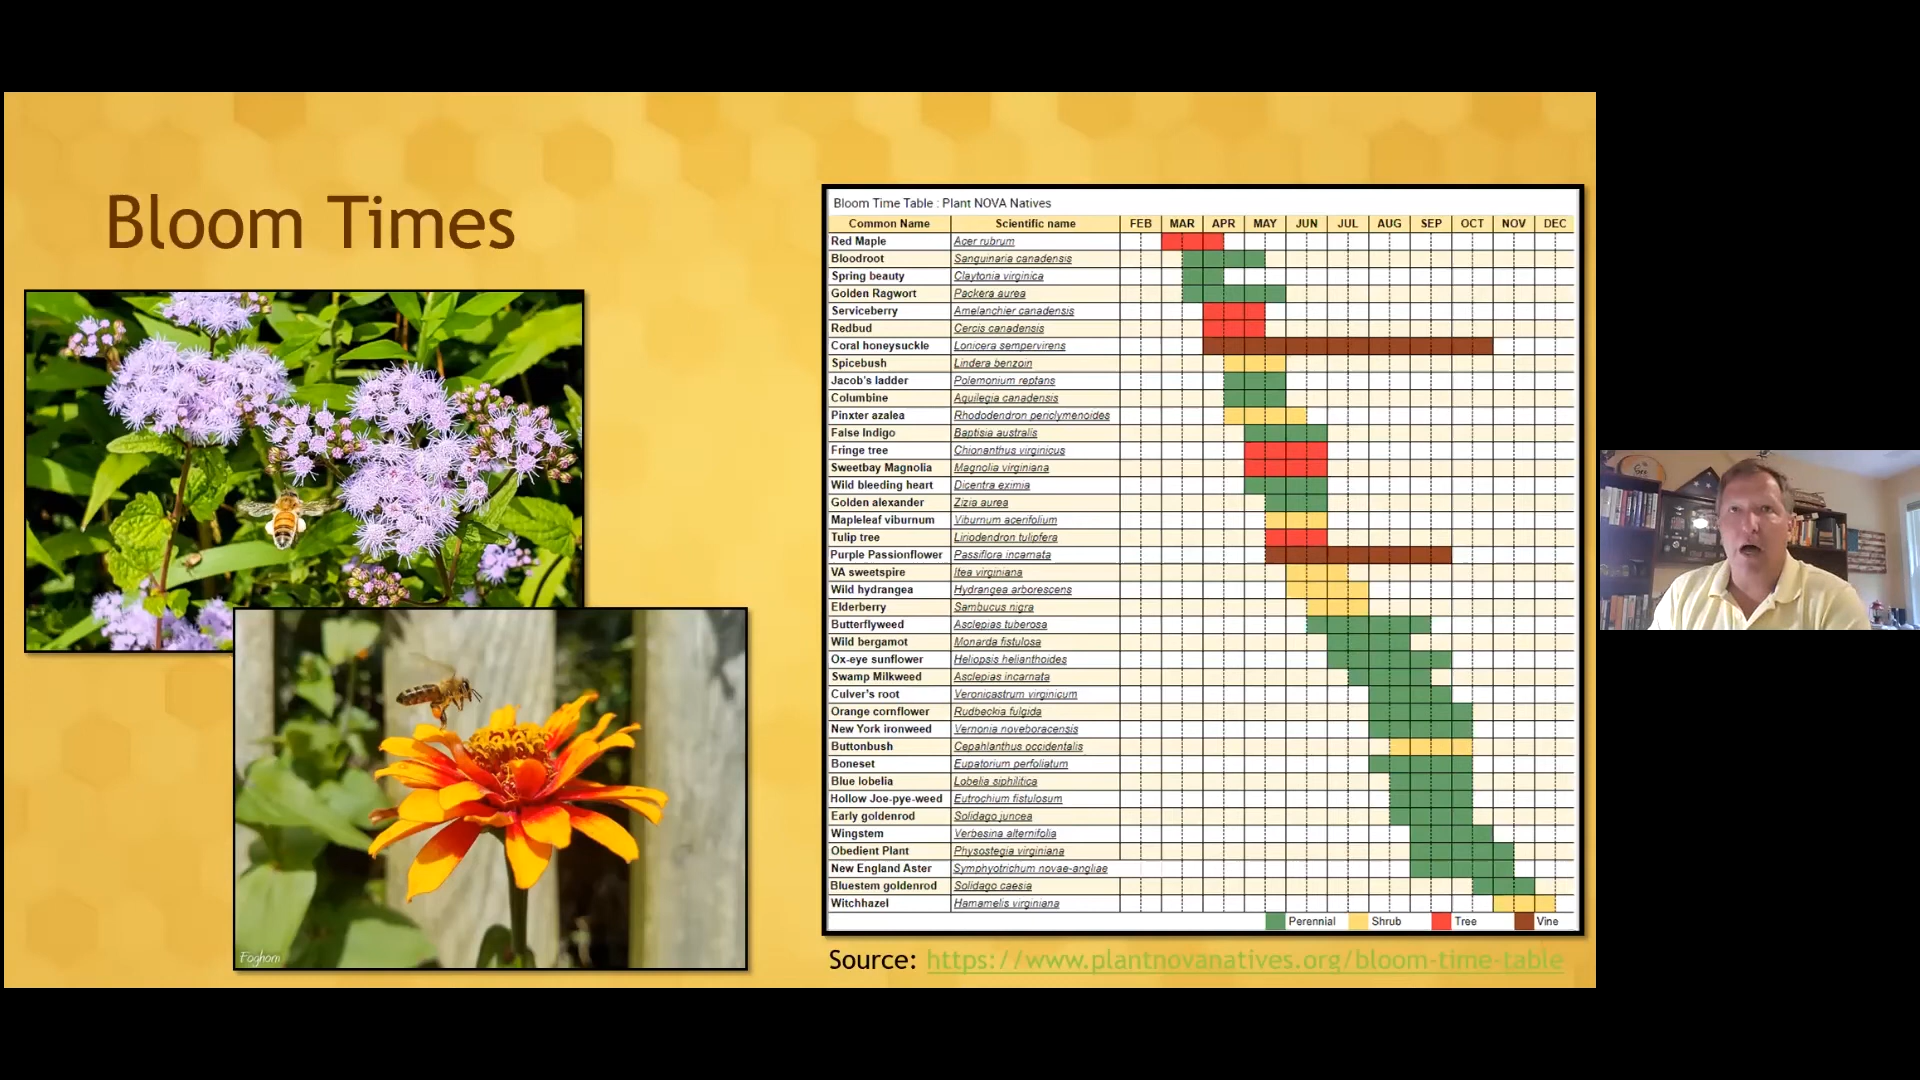 Bloom Times
Bloom Time Table : Plant NOVA Natives
Common Name Scientific name FEB MAR APR MAY JUN JUL AUG SEP OCT NOV DEC
Red Maple Acer rubrum
Bloodroot Sanguinaria canadensis
Spring beauty Claytonia virginica
Golden Ragwort Packera aurea
Serviceberry Amelanchier canadensis
Redbud Cercis canadensis
Coral honeysuckle Lonicera sempervirens
Spicebush Lindera benzoin
Jacob's ladder Polemonium reptans
Columbine Aquilegia canadensis
Pinxter azalea Rhododendron periclymenoides
False Indigo Baptisia australis
Fringe tree Chionanthus virginicus
Sweetbay Magnolia Magnolia virginiana
Wild bleeding heart Dicentra eximia
Golden alexander Zizia aurea
Mapleleaf viburnum Viburnum acerifolium
Tulip tree Liriodendron tulipfera
Purple Passionflower Passiflora incarnata
VA sweetspire Itea virginiana
Wild hydrangea Hydrangea arborescens
Elderberry Sambucus nigra
Butterflyweed Asclepias tuberosa
Wild bergamot Monarda fistulosa
Ox-eye sunflower Heliopsis helianthoides
Swamp Milkweed Asclepias incarnata
Culver's root Veronicastrum virginicum
Orange cornflower Rudbeckia fulgida
New York ironweed Vernonia noveboracensis
Buttonbush Cepahlanthus occidentalis
Boneset Eupatorium perfoliatum
Blue lobelia Lobelia siphilitica
Hollow Joe-pye-weed Eutrochium fistulosum
Early goldenrod Solidago juncea
Wingstem Verbesina alternifolia
Obedient Plant Physostegia virginiana
New England Aster Symphyotrichum novae-angliae
Bluestem goldenrod Solidago caesia
Witchhazel Hamamelis virginiana
Perennial Shrub Tree Vine
Foghorn
Source: https://www.plantnovanatives.org/bloom-time-table